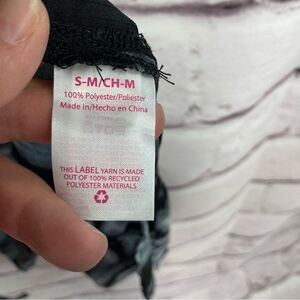 S-M/CH-M
100% Polyester/Poliéster
Made in/Hecho en China
THIS LABEL YARN IS MADE
OUT OF 100% RECYCLED
POLYESTER MATERIALS